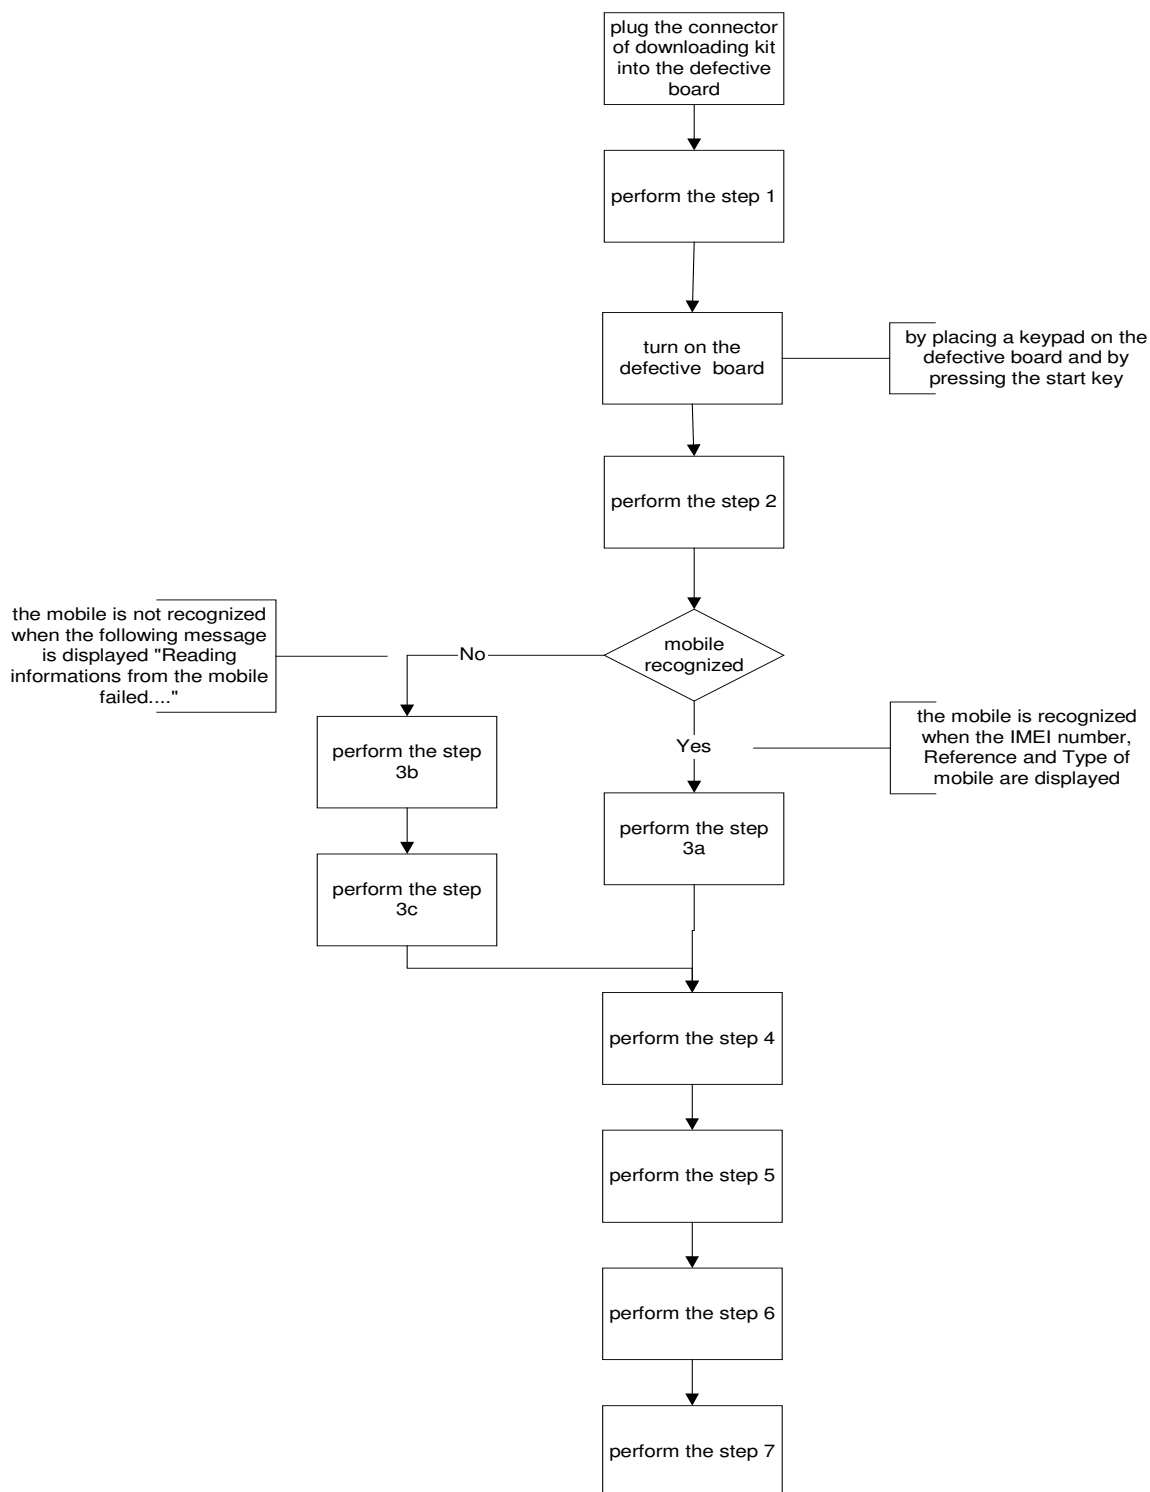 plug the connector
of downloading kit
into the defective
board
perform the step 1
turn on the
defective board
by placing a keypad on the
defective board and by
pressing the start key
perform the step 2
mobile
recognized
No
the mobile is not recognized
when the following message
is displayed "Reading
informations from the mobile
failed...."
Yes
the mobile is recognized
when the IMEI number,
Reference and Type of
mobile are displayed
perform the step
3b
perform the step
3a
perform the step
3c
perform the step 4
perform the step 5
perform the step 6
perform the step 7